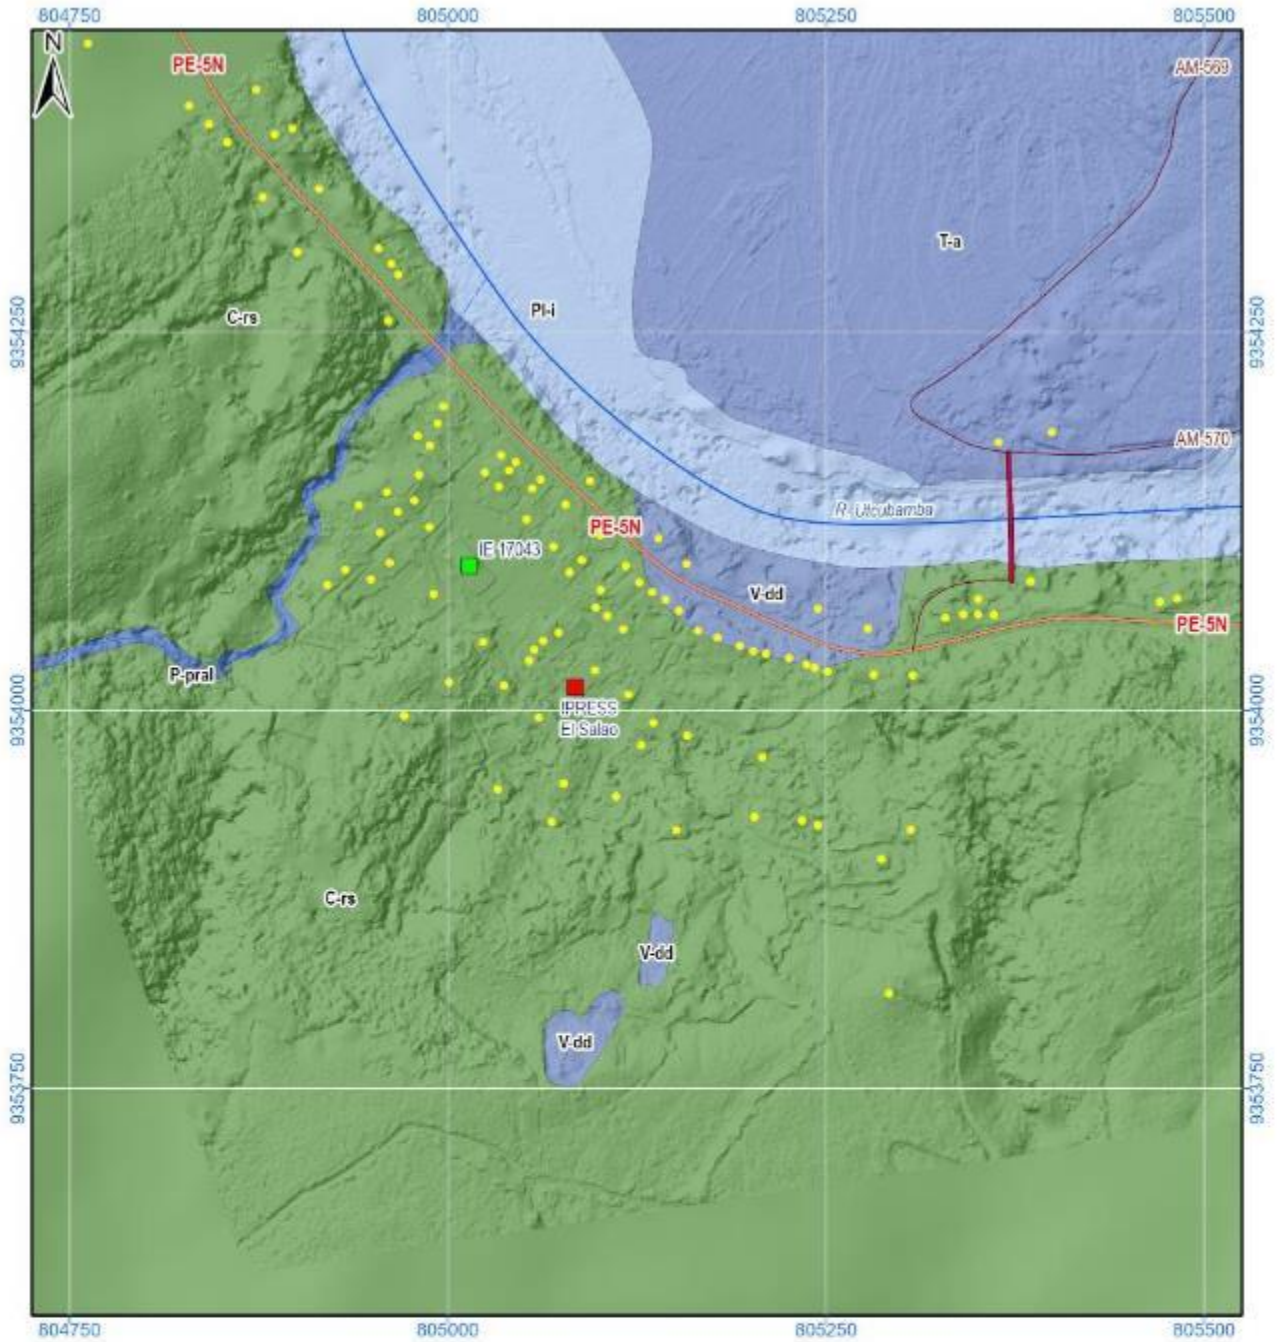 804750 805000 805250 805500
N
PE-5N
AM-569
T-a
9354250
C-rs
Pl-i
9354250
AM-570
R. Utcubamba
PE-5N
IE 17043
V-dd
PE-5N
P-pral
9354000
IPRESS
El Salao
9354000
C-rs
V-dd
V-dd
9353750
9353750
804750 805000 805250 805500